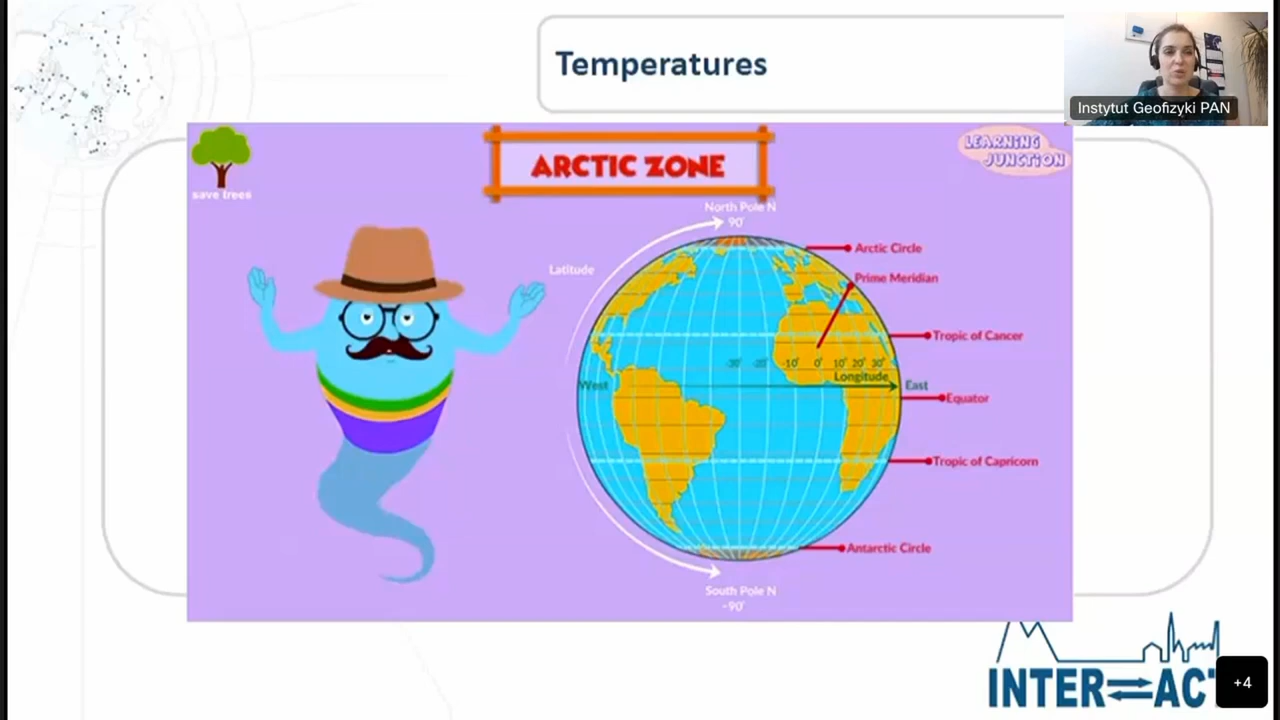 Temperatures
Instytut Geofizyki PAN
save trees
ARCTIC ZONE
LEARNING
JUNCTION
North Pole N
90°
Latitude
Arctic Circle
Prime Meridian
Tropic of Cancer
-30° -20° -10° 0° 10° 20° 30°
Longitude
West
East
Equator
Tropic of Capricorn
Antarctic Circle
South Pole N
-90°
INTER ACT
+4